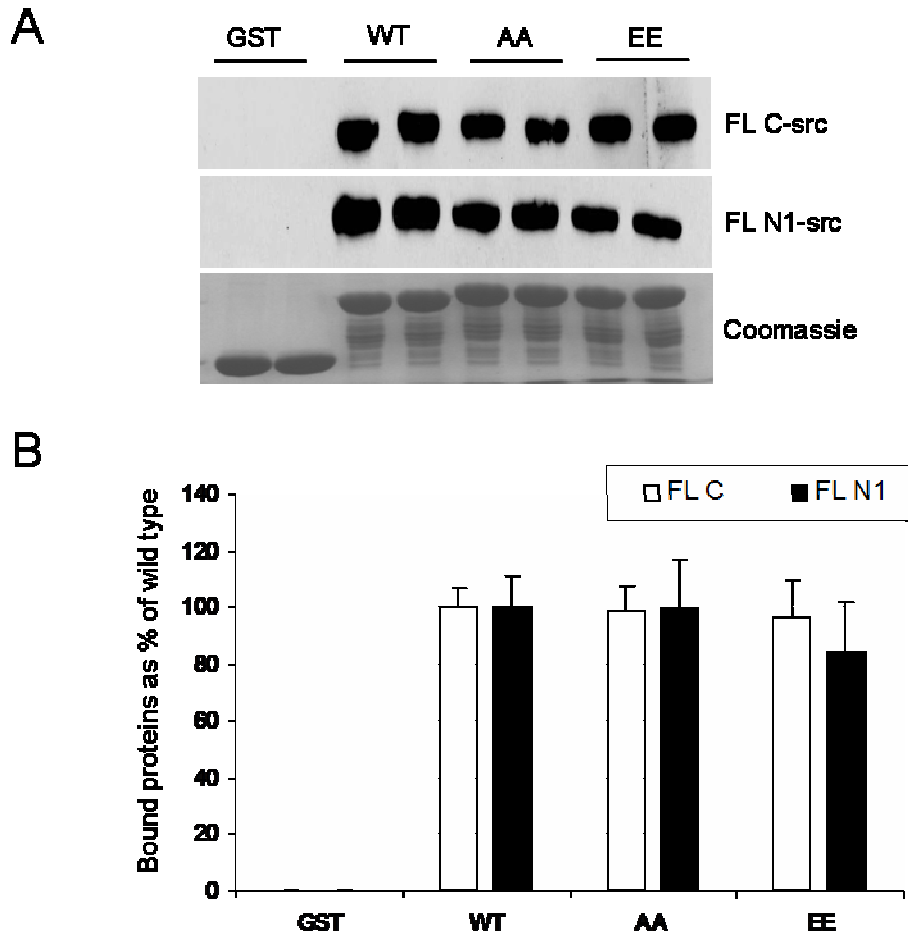 A
GST WT AA EE
FL C-src
FL N1-src
Coomassie
B
FL C FL N1
Bound proteins as % of wild type
140
120
100
80
60
40
20
0
GST WT AA EE